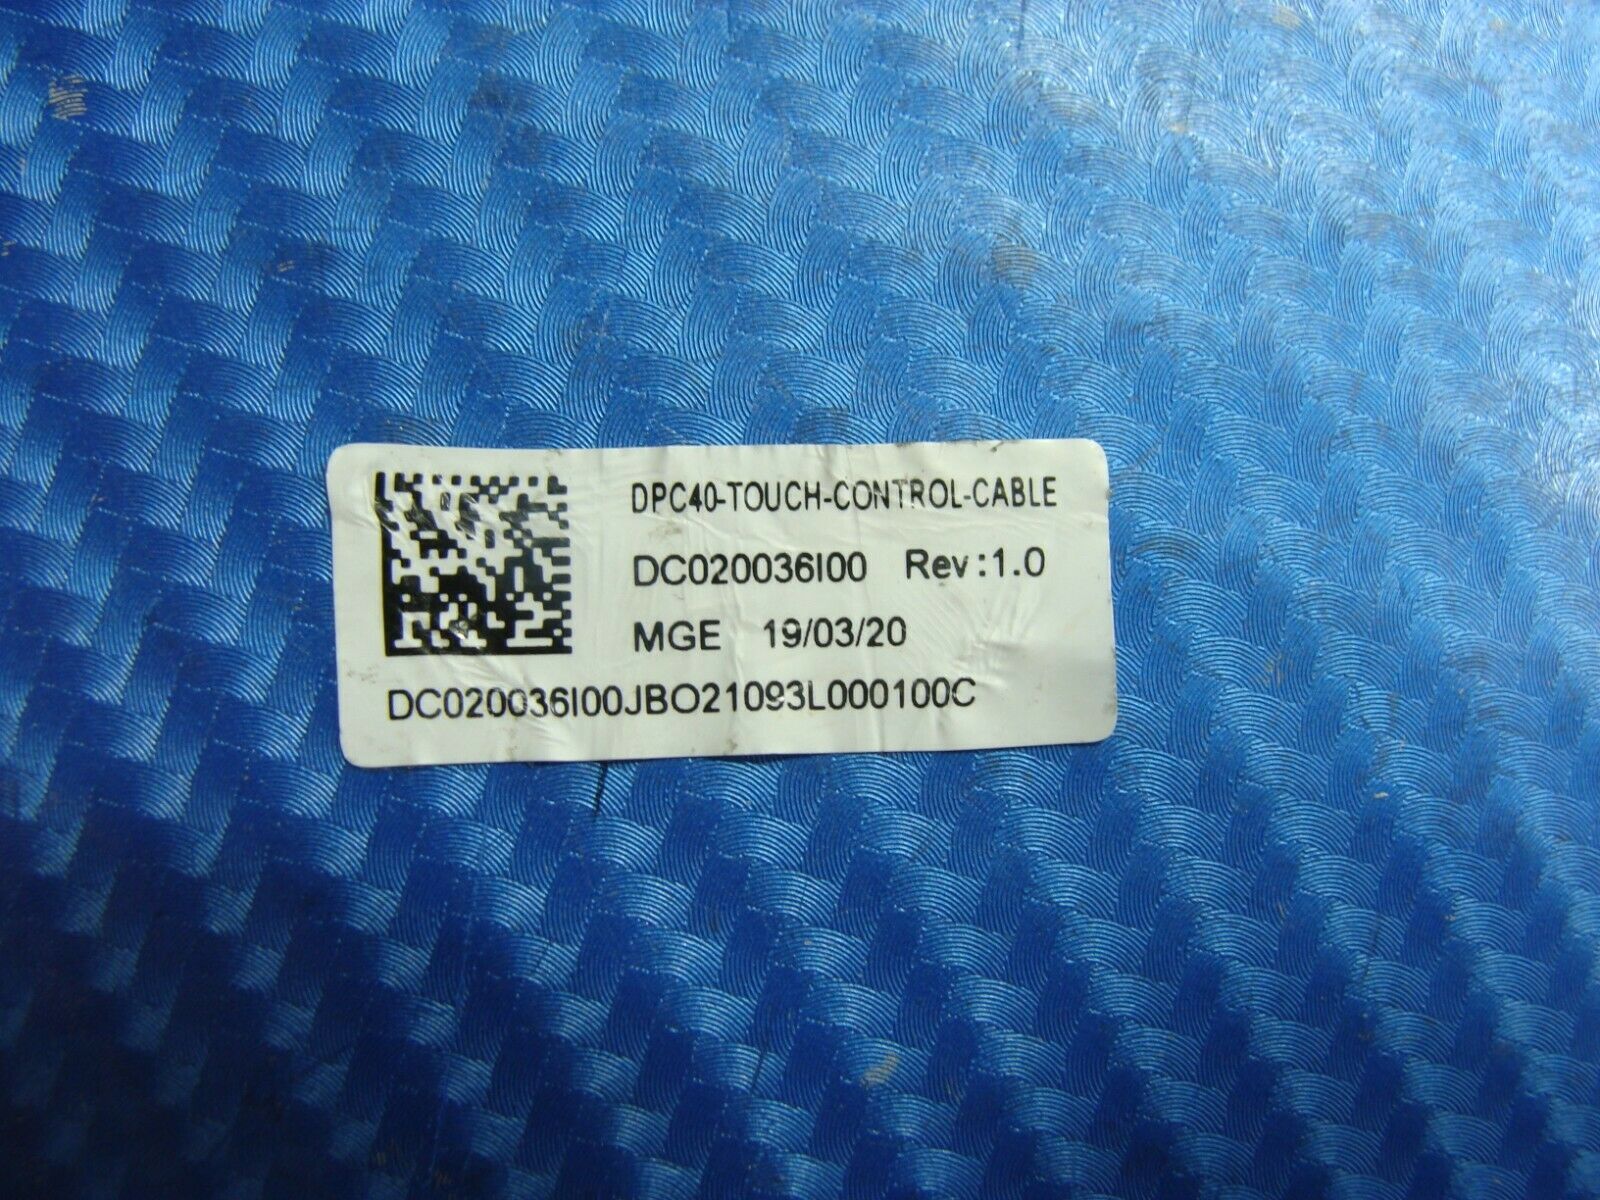 DPC40-TOUCH-CONTROL-CABLE
DC020036I00 Rev:1.0
MGE 19/03/20
DC020036I00JBO21093L000100C